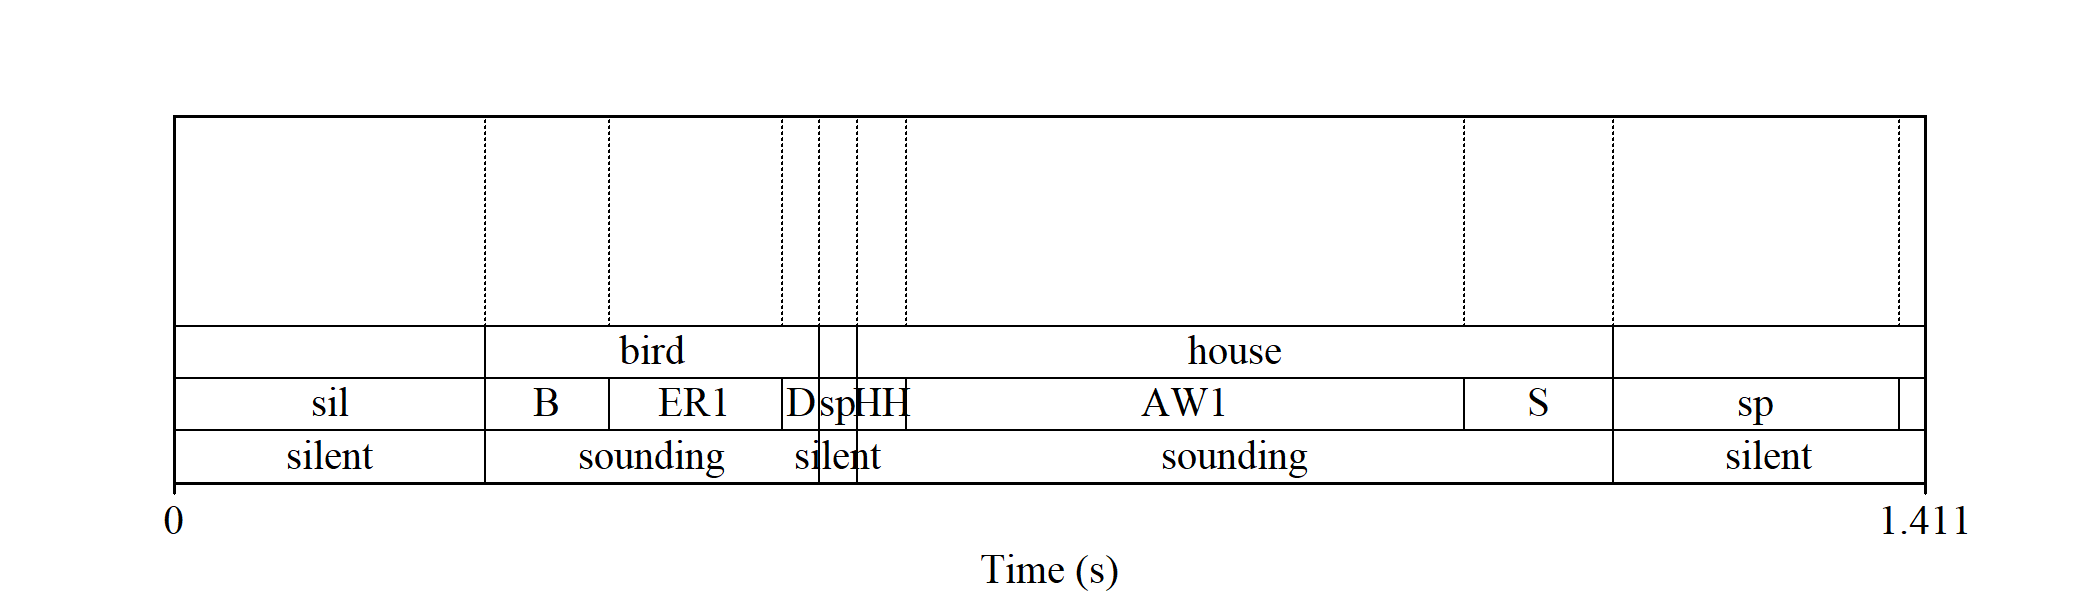 bird house
sil B ER1 D sp HH AW1 S sp
silent sounding silent sounding silent
0 1.411
Time (s)